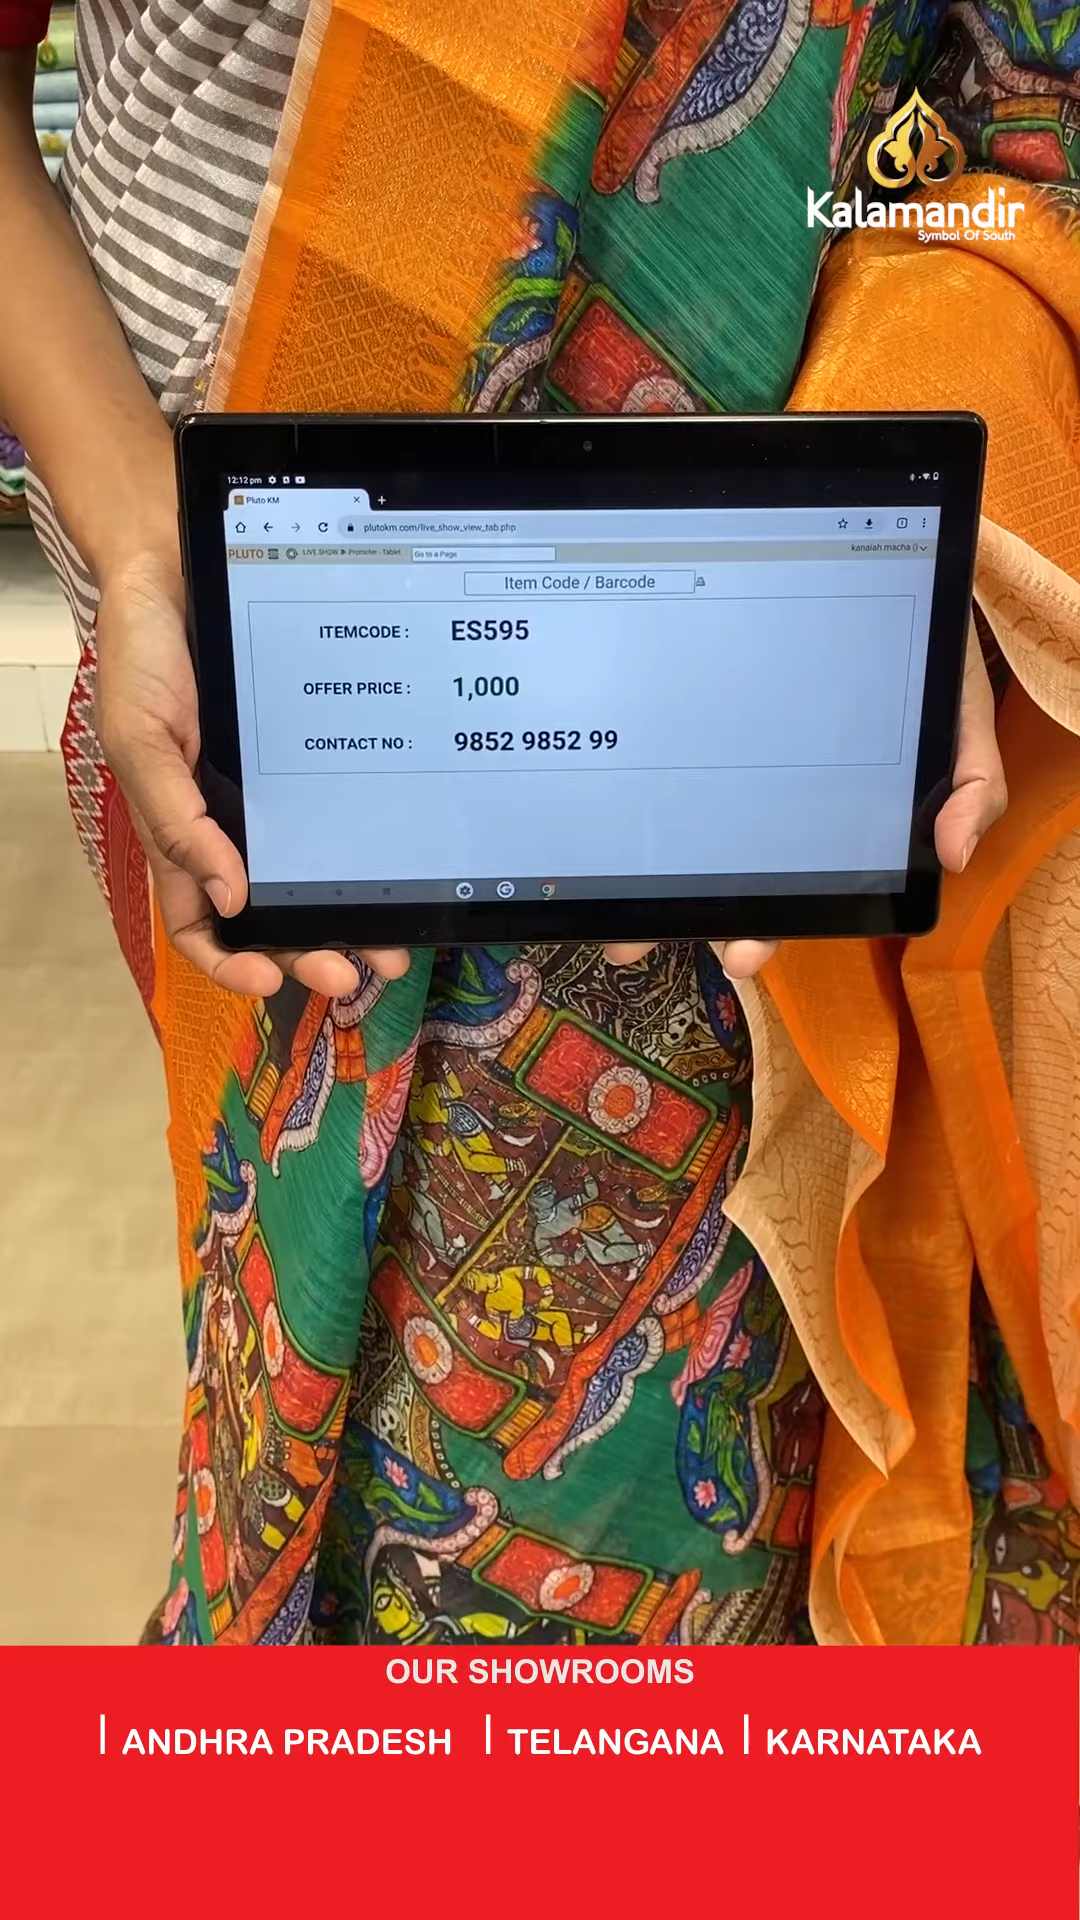 Kalamandir
Symbol Of South
12:12 pm
Pluto KM
plutokm.com/live_show_view_tab.php
PLUTO
LIVE SHOW
Promoter - Tablet
Go to a Page
kanaiah macha ()
Item Code / Barcode
ITEMCODE : ES595
OFFER PRICE : 1,000
CONTACT NO : 9852 9852 99
OUR SHOWROOMS
| ANDHRA PRADESH | TELANGANA | KARNATAKA